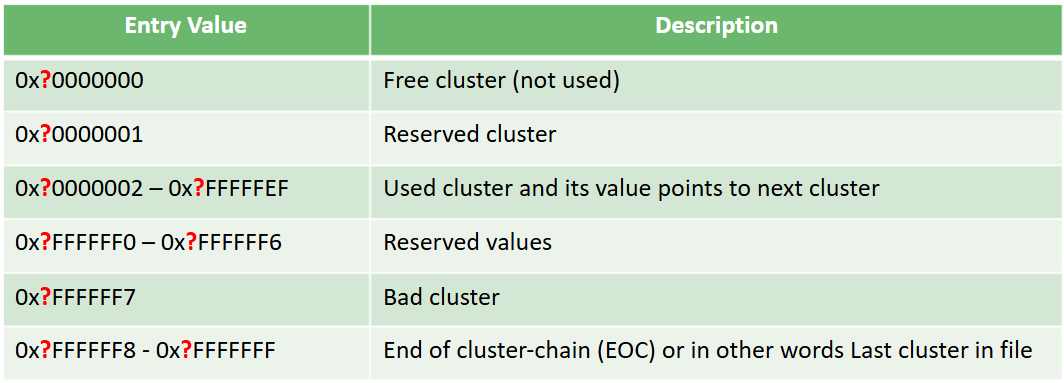 Entry Value Description
0x?0000000 Free cluster (not used)
0x?0000001 Reserved cluster
0x?0000002 – 0x?FFFFFEF Used cluster and its value points to next cluster
0x?FFFFFF0 – 0x?FFFFFF6 Reserved values
0x?FFFFFF7 Bad cluster
0x?FFFFFF8 - 0x?FFFFFFF End of cluster-chain (EOC) or in other words Last cluster in file